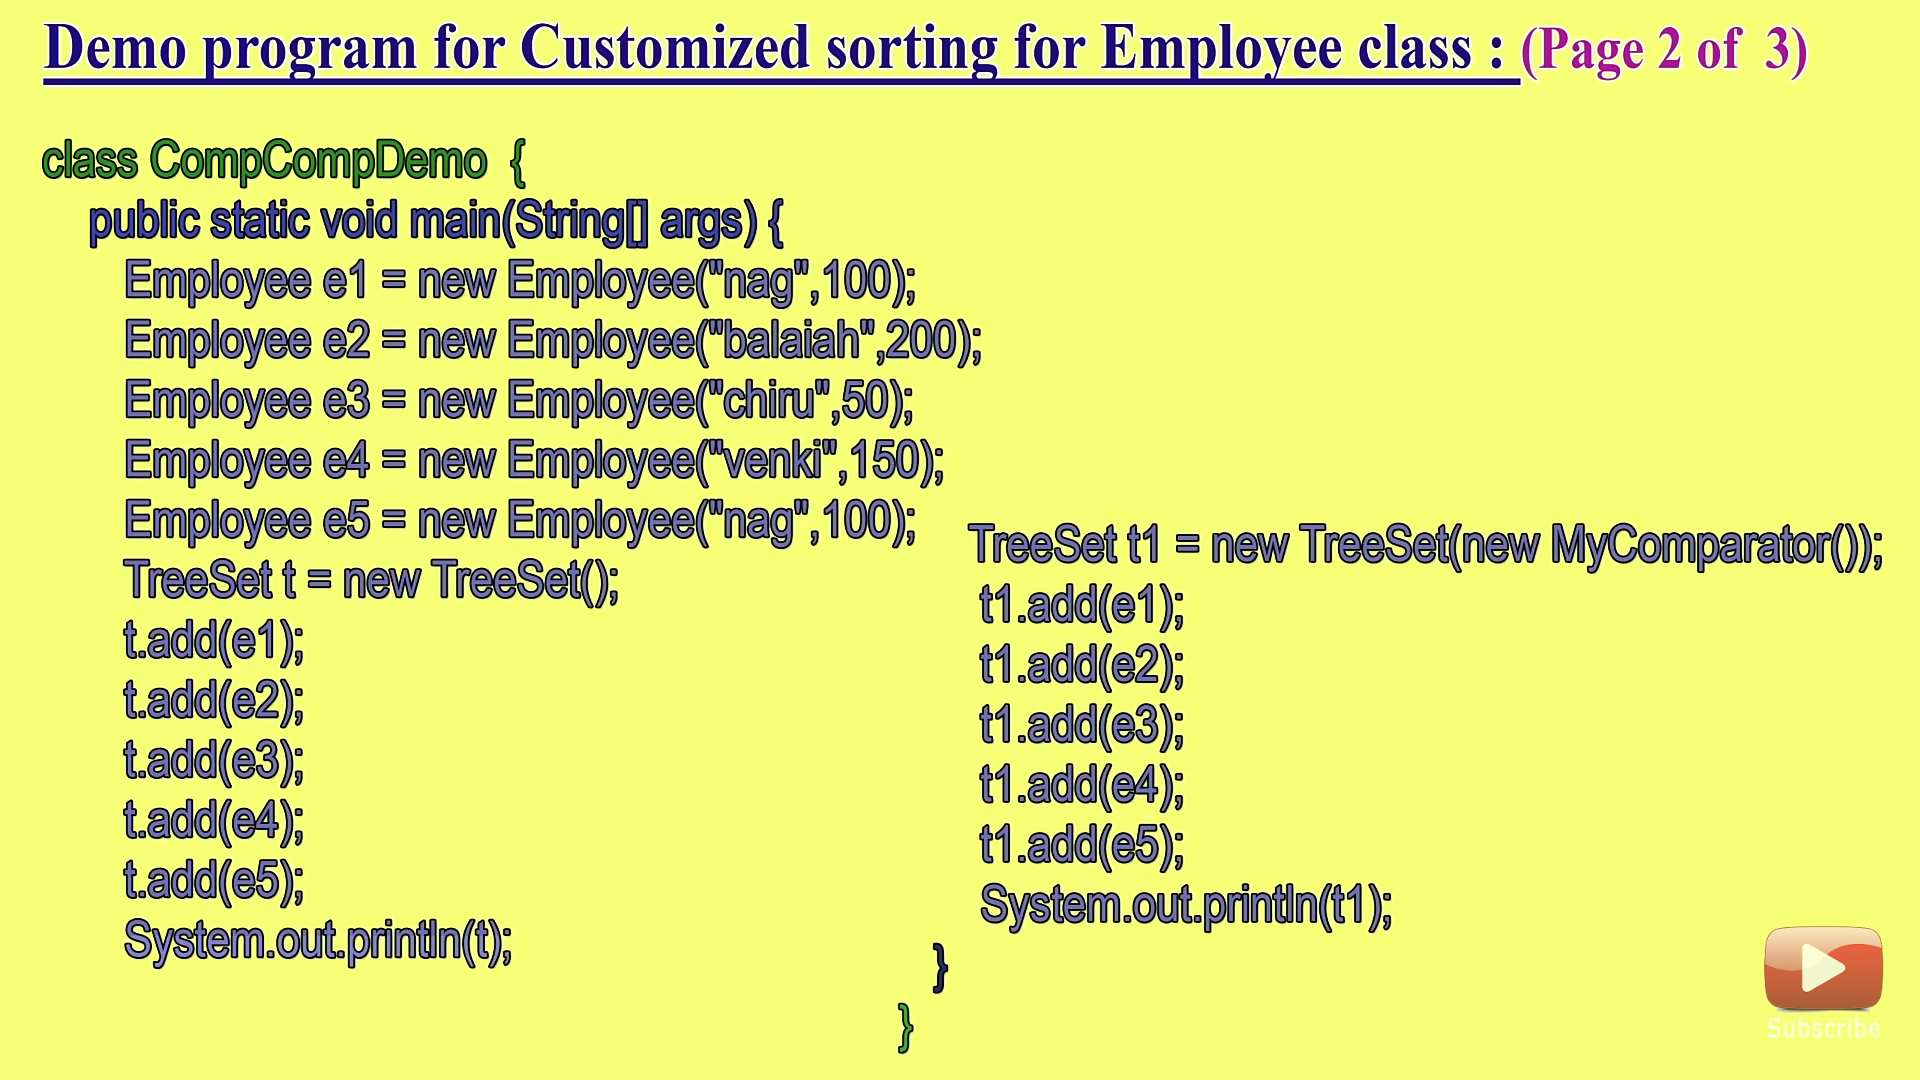 Demo program for Customized sorting for Employee class : (Page 2 of 3)
class CompCompDemo {
public static void main(String[] args) {
Employee e1 = new Employee("nag",100);
Employee e2 = new Employee("balaiah",200);
Employee e3 = new Employee("chiru",50);
Employee e4 = new Employee("venki",150);
Employee e5 = new Employee("nag",100);
TreeSet t = new TreeSet();
t.add(e1);
t.add(e2);
t.add(e3);
t.add(e4);
t.add(e5);
System.out.println(t);
TreeSet t1 = new TreeSet(new MyComparator());
t1.add(e1);
t1.add(e2);
t1.add(e3);
t1.add(e4);
t1.add(e5);
System.out.println(t1);
}
}
Subscribe